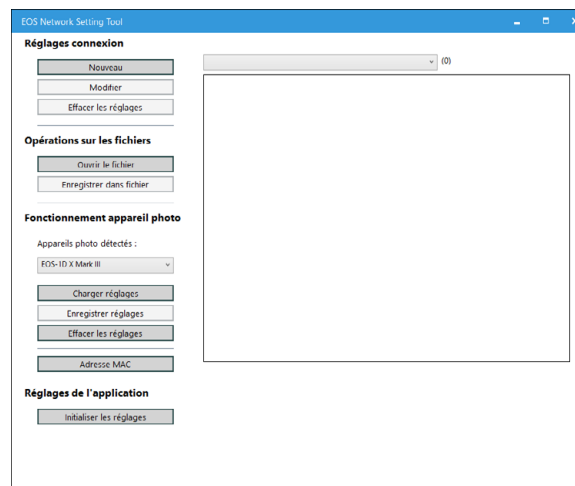 EOS Network Setting Tool
Réglages connexion
Nouveau
(0)
Modifier
Effacer les réglages
Opérations sur les fichiers
Ouvrir le fichier
Enregistrer dans fichier
Fonctionnement appareil photo
Appareils photo détectés :
EOS-1D X Mark III
Charger réglages
Enregistrer réglages
Effacer les réglages
Adresse MAC
Réglages de l'application
Initialiser les réglages